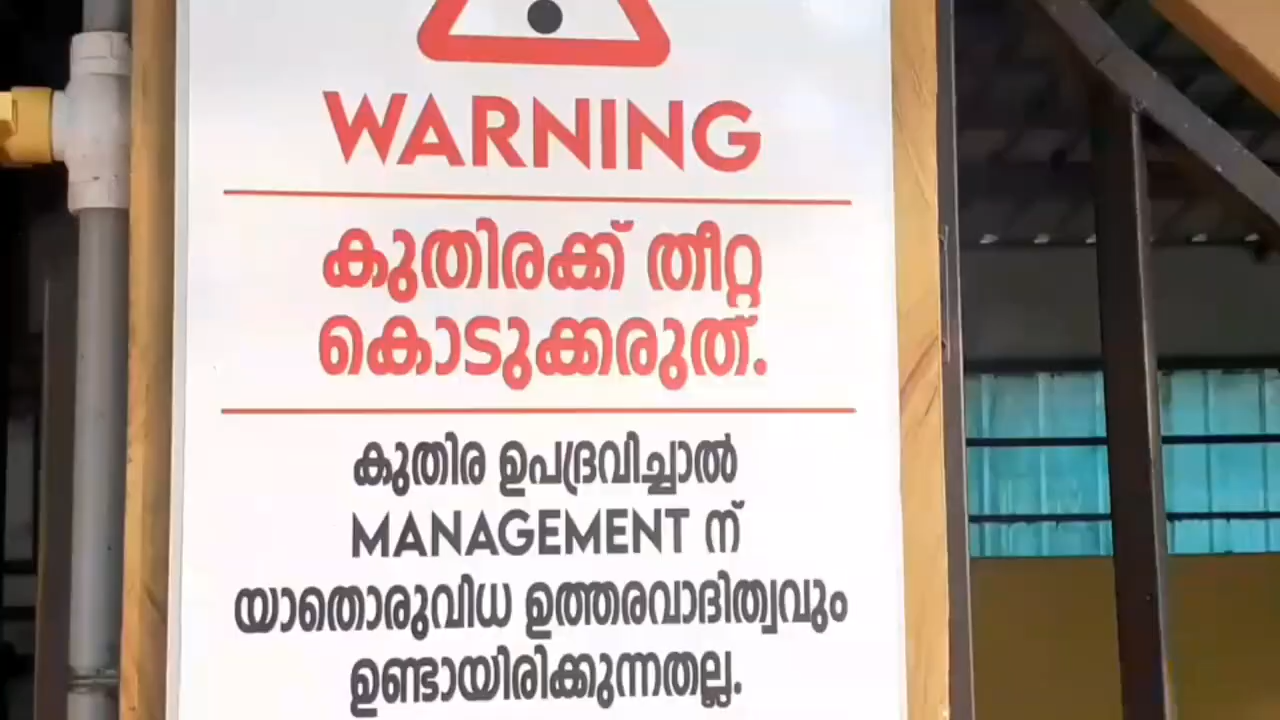 WARNING
കുതിരക്ക് തീറ്റ
കൊടുക്കരുത്.
കുതിര ഉപദ്രവിച്ചാൽ
MANAGEMENT ന്
യാതൊരുവിധ ഉത്തരവാദിത്വവും
ഉണ്ടായിരിക്കുന്നതല്ല.